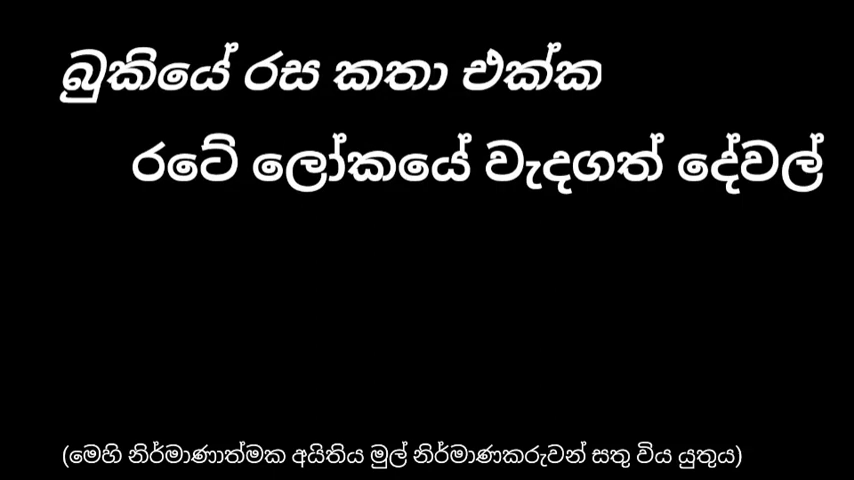 බුකියේ රස කතා එක්ක
රටේ ලෝකයේ වැදගත් දේවල්
(මෙහි නිර්මාණාත්මක අයිතිය මුල් නිර්මාණකරුවන් සතු විය යුතුය)